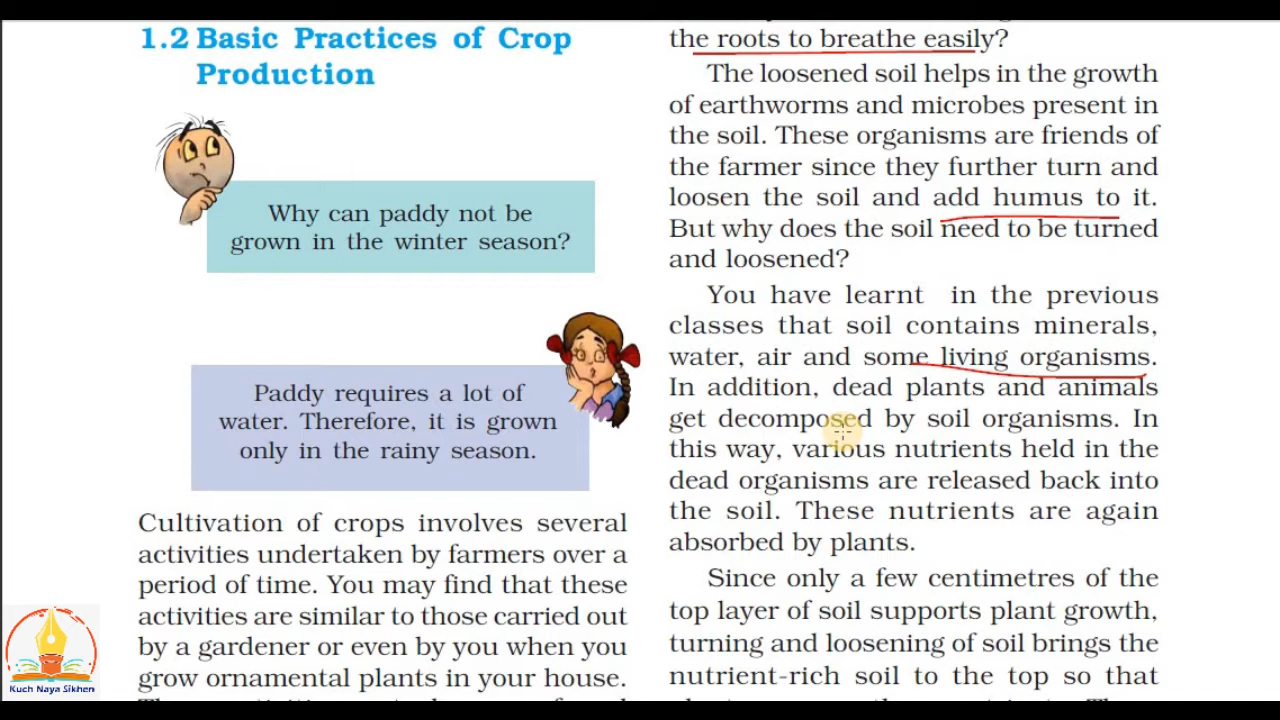 1.2 Basic Practices of Crop
Production
Why can paddy not be
grown in the winter season?
Paddy requires a lot of
water. Therefore, it is grown
only in the rainy season.
Cultivation of crops involves several
activities undertaken by farmers over a
period of time. You may find that these
activities are similar to those carried out
by a gardener or even by you when you
grow ornamental plants in your house.
the roots to breathe easily?
The loosened soil helps in the growth
of earthworms and microbes present in
the soil. These organisms are friends of
the farmer since they further turn and
loosen the soil and add humus to it.
But why does the soil need to be turned
and loosened?
You have learnt in the previous
classes that soil contains minerals,
water, air and some living organisms.
In addition, dead plants and animals
get decomposed by soil organisms. In
this way, various nutrients held in the
dead organisms are released back into
the soil. These nutrients are again
absorbed by plants.
Since only a few centimetres of the
top layer of soil supports plant growth,
turning and loosening of soil brings the
nutrient-rich soil to the top so that
Kuch Naya Sikhen